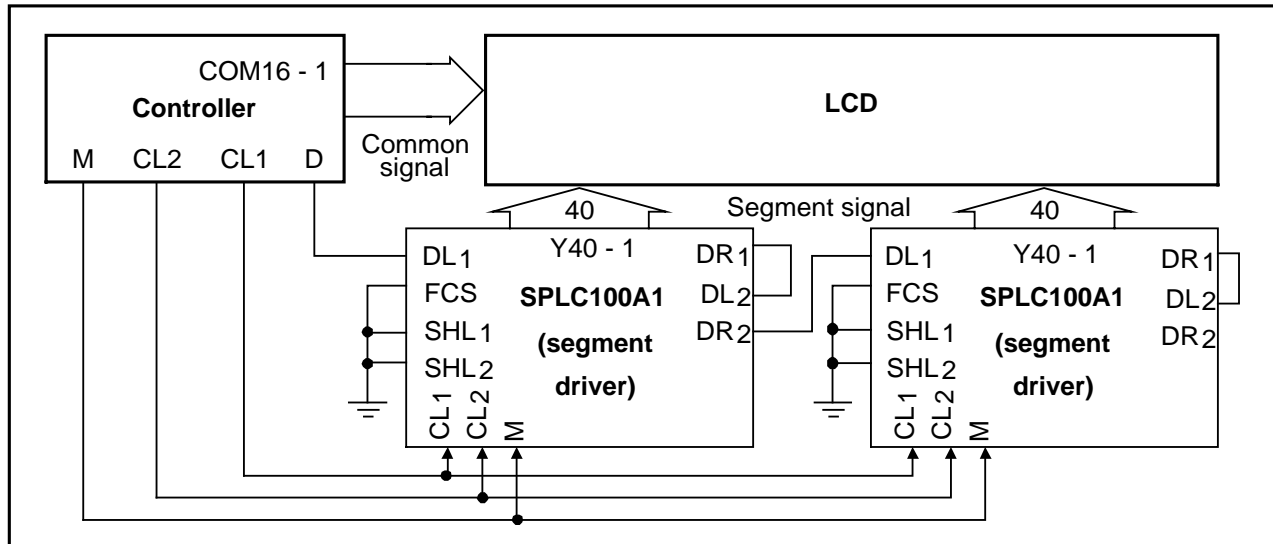 COM16 - 1
Controller
M CL2 CL1 D
Common
signal
LCD
40
Segment signal
40
DL1
FCS
SHL1
SHL2
Y40 - 1
SPLC100A1
(segment
driver)
DR1
DL2
DR2
CL1
CL2
M
DL1
FCS
SHL1
SHL2
Y40 - 1
SPLC100A1
(segment
driver)
DR1
DL2
DR2
CL1
CL2
M